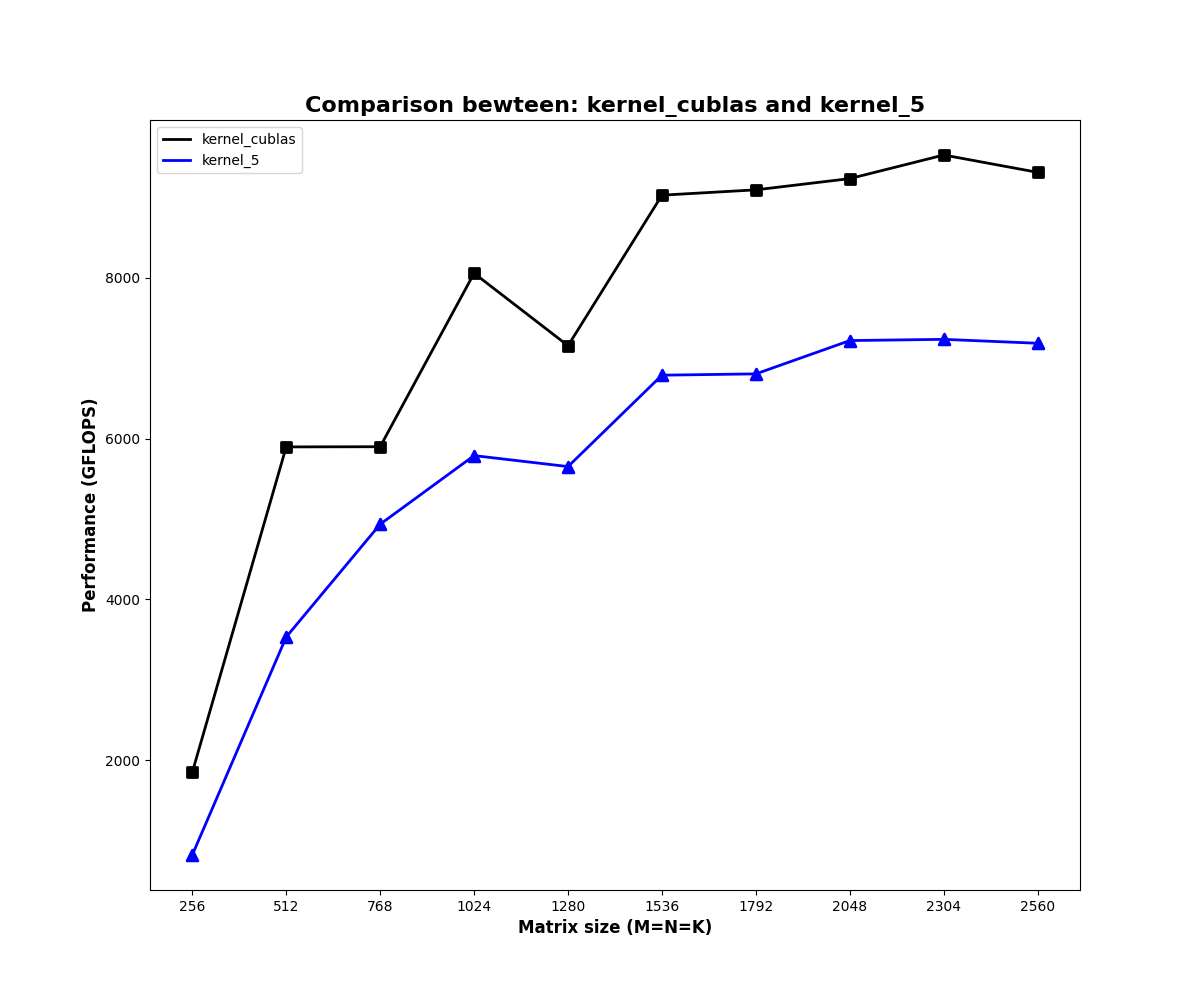 Comparison bewteen: kernel_cublas and kernel_5
kernel_cublas
kernel_5
Performance (GFLOPS)
8000
6000
4000
2000
256 512 768 1024 1280 1536 1792 2048 2304 2560
Matrix size (M=N=K)